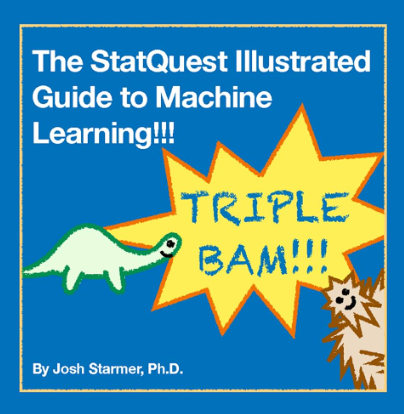 The StatQuest Illustrated
Guide to Machine
Learning!!!
TRIPLE
BAM!!!
By Josh Starmer, Ph.D.